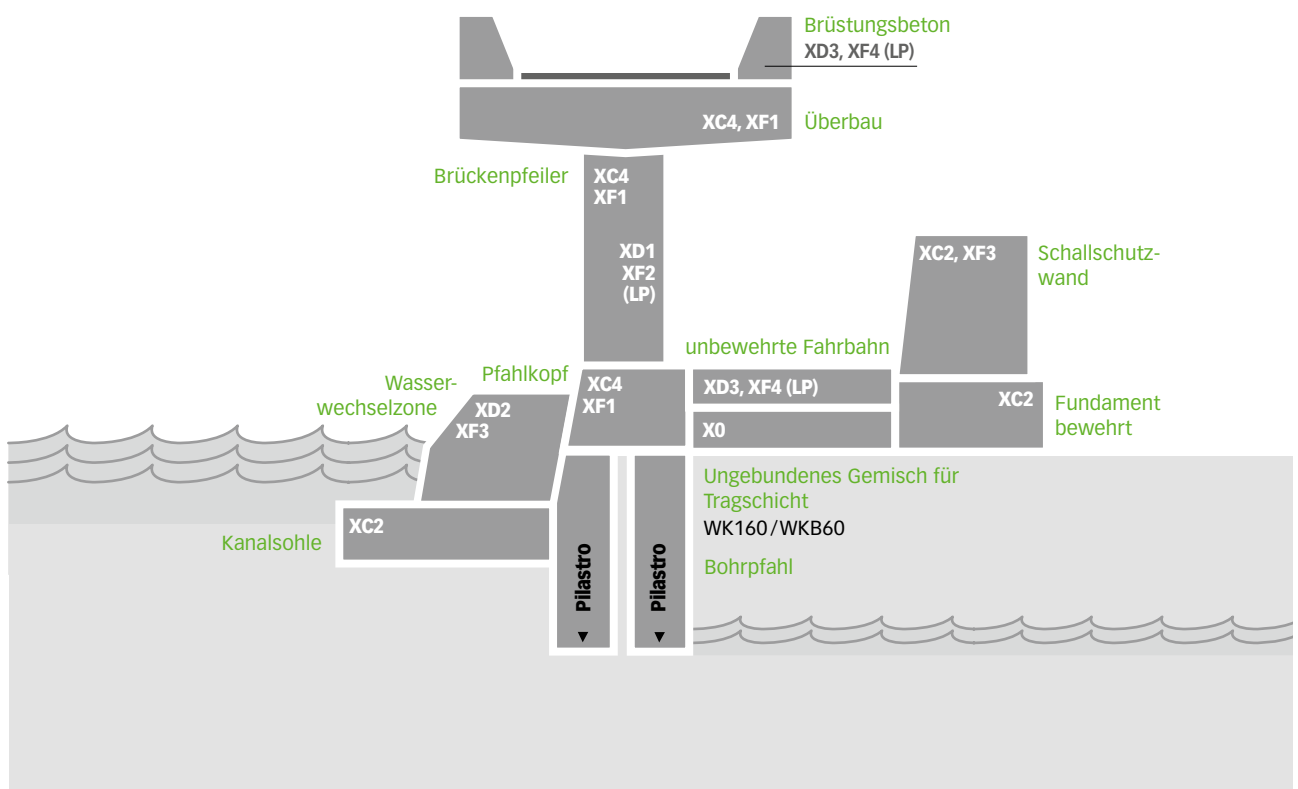 Brüstungsbeton
XD3, XF4 (LP)
XC4, XF1
Überbau
Brückenpfeiler
XC4
XF1
XD1
XF2
(LP)
XC2, XF3
Schallschutz-
wand
unbewehrte Fahrbahn
Pfahlkopf
XC4
XF1
XD3, XF4 (LP)
Wasser-
wechselzone
XD2
XF3
XC2
Fundament
bewehrt
X0
Ungebundenes Gemisch für
Tragschicht
WK160/WKB60
Kanalsohle
XC2
Bohrpfahl
Pilastro
Pilastro